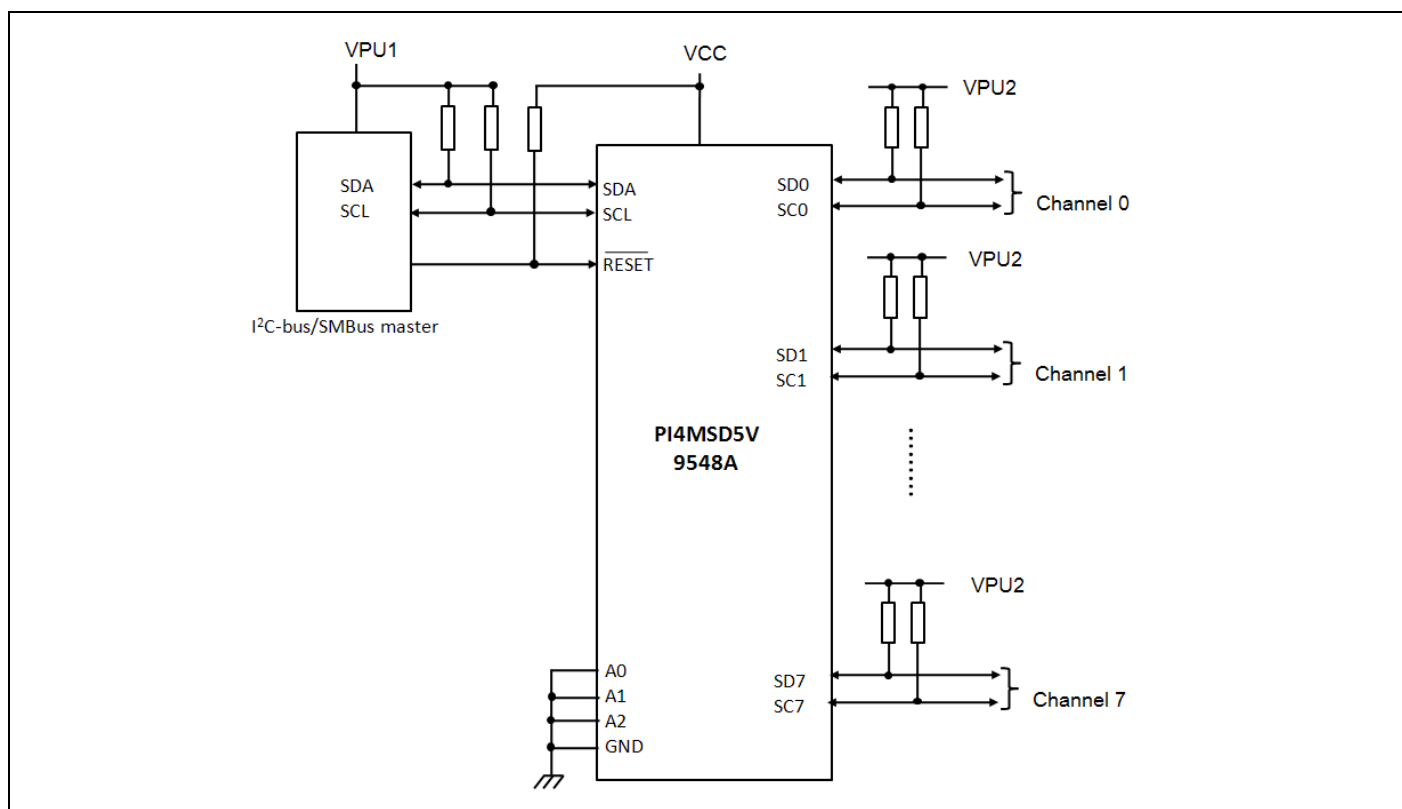 VPU1
VCC
VPU2
SDA
SCL
SDA
SCL
RESET
I²C-bus/SMBus master
SD0
SC0
Channel 0
VPU2
SD1
SC1
Channel 1
PI4MSD5V
9548A
VPU2
A0
A1
A2
GND
SD7
SC7
Channel 7